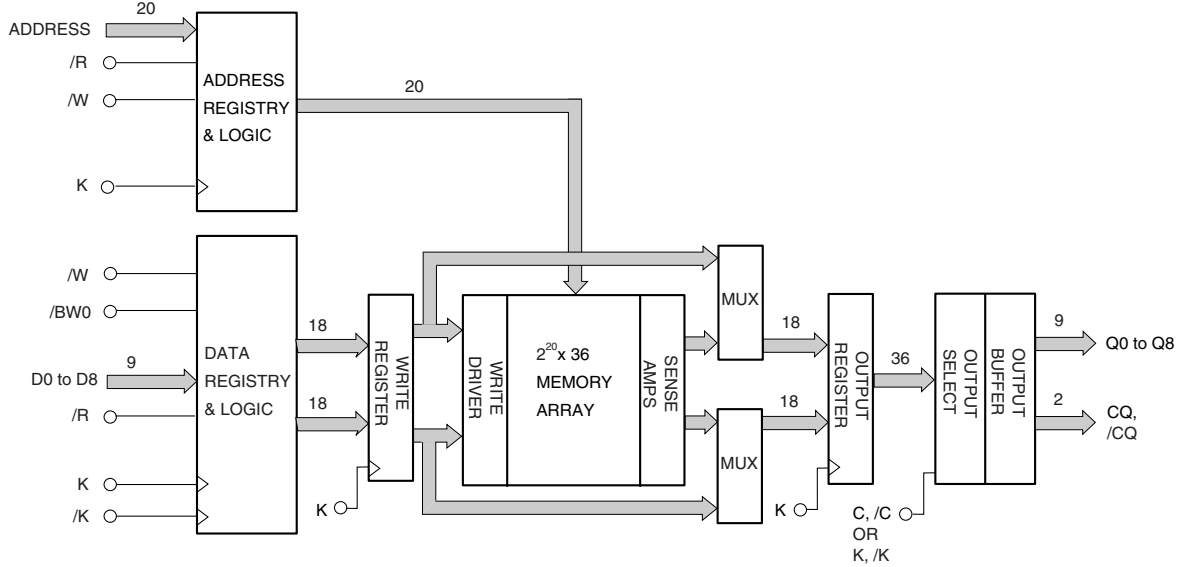 20
ADDRESS
/R
/W
K
ADDRESS
REGISTRY
& LOGIC
20
/W
/BW0
D0 to D8
9
/R
K
/K
DATA
REGISTRY
& LOGIC
18
18
WRITE
REGISTER
K
WRITE
DRIVER
2²⁰x 36
MEMORY
ARRAY
SENSE
AMPS
MUX
MUX
18
18
OUTPUT
REGISTER
K
36
OUTPUT
SELECT
OUTPUT
BUFFER
C, /C
OR
K, /K
9
Q0 to Q8
2
CQ,
/CQ